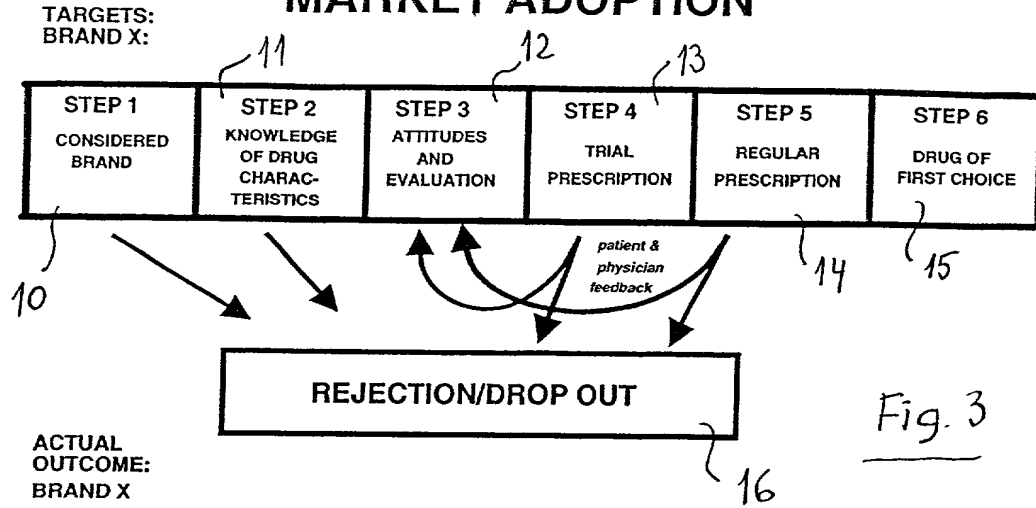 MARKET ADOPTION
TARGETS:
BRAND X:
11
12
13
STEP 1
CONSIDERED
BRAND
STEP 2
KNOWLEDGE
OF DRUG
CHARAC-
TERISTICS
STEP 3
ATTITUDES
AND
EVALUATION
STEP 4
TRIAL
PRESCRIPTION
STEP 5
REGULAR
PRESCRIPTION
STEP 6
DRUG OF
FIRST CHOICE
10
patient &
physician
feedback
14
15
REJECTION/DROP OUT
Fig. 3
ACTUAL
OUTCOME:
BRAND X
16